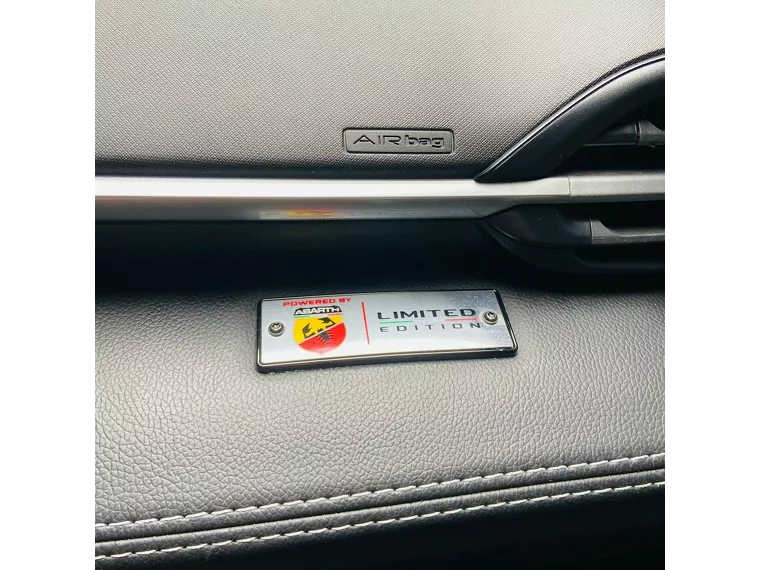 AIRbag
POWERED BY
ABARTH
LIMITED
EDITION